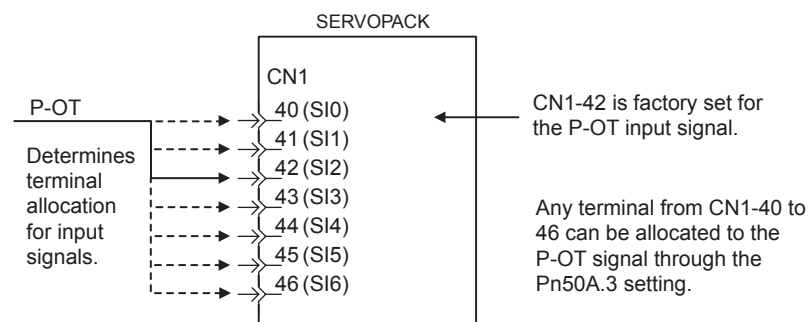 SERVOPACK
CN1
P-OT
Determines
terminal
allocation
for input
signals.
40 (SI0)
41 (SI1)
42 (SI2)
43 (SI3)
44 (SI4)
45 (SI5)
46 (SI6)
CN1-42 is factory set for
the P-OT input signal.
Any terminal from CN1-40 to
46 can be allocated to the
P-OT signal through the
Pn50A.3 setting.